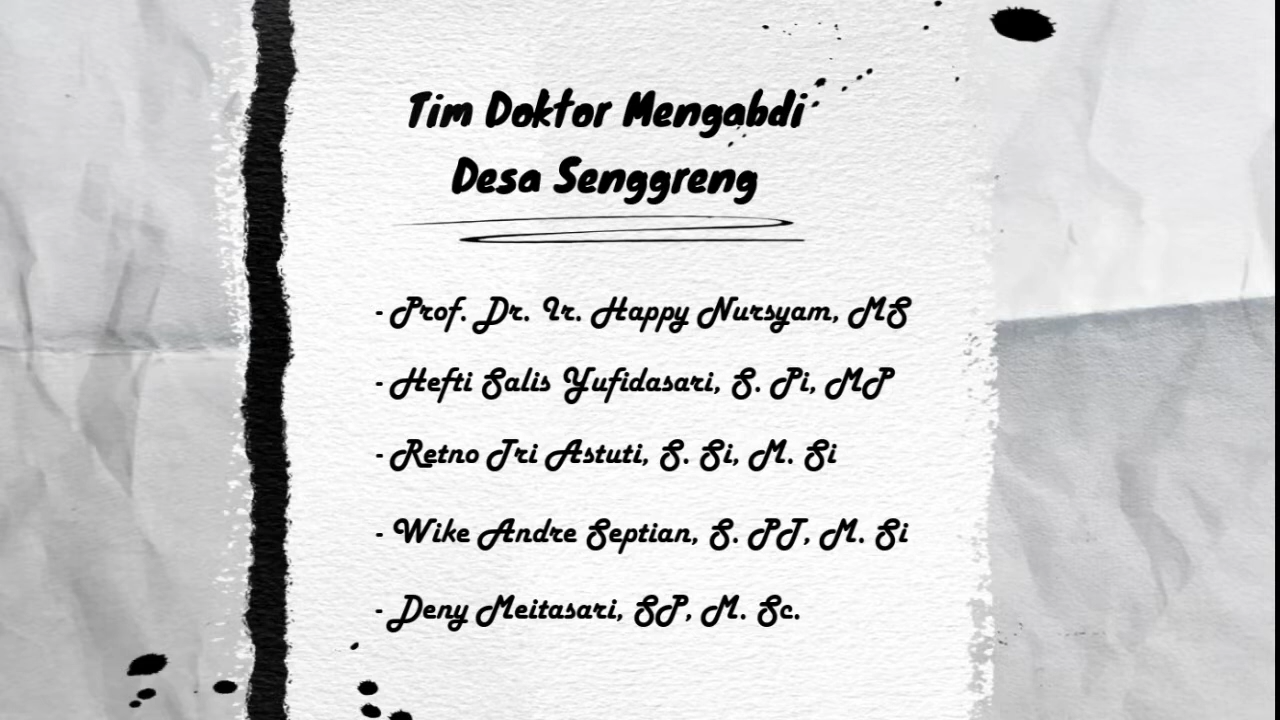 Tim Doktor Mengabdi
Desa Senggreng
- Prof. Dr. Ir. Happy Nursyam, MS
- Hefti Salis Yufidasari, S. Pi, MP
- Retno Tri Astuti, S. Si, M. Si
- Wike Andre Septian, S. PT, M. Si
- Deny Meitasari, SP, M. Sc.